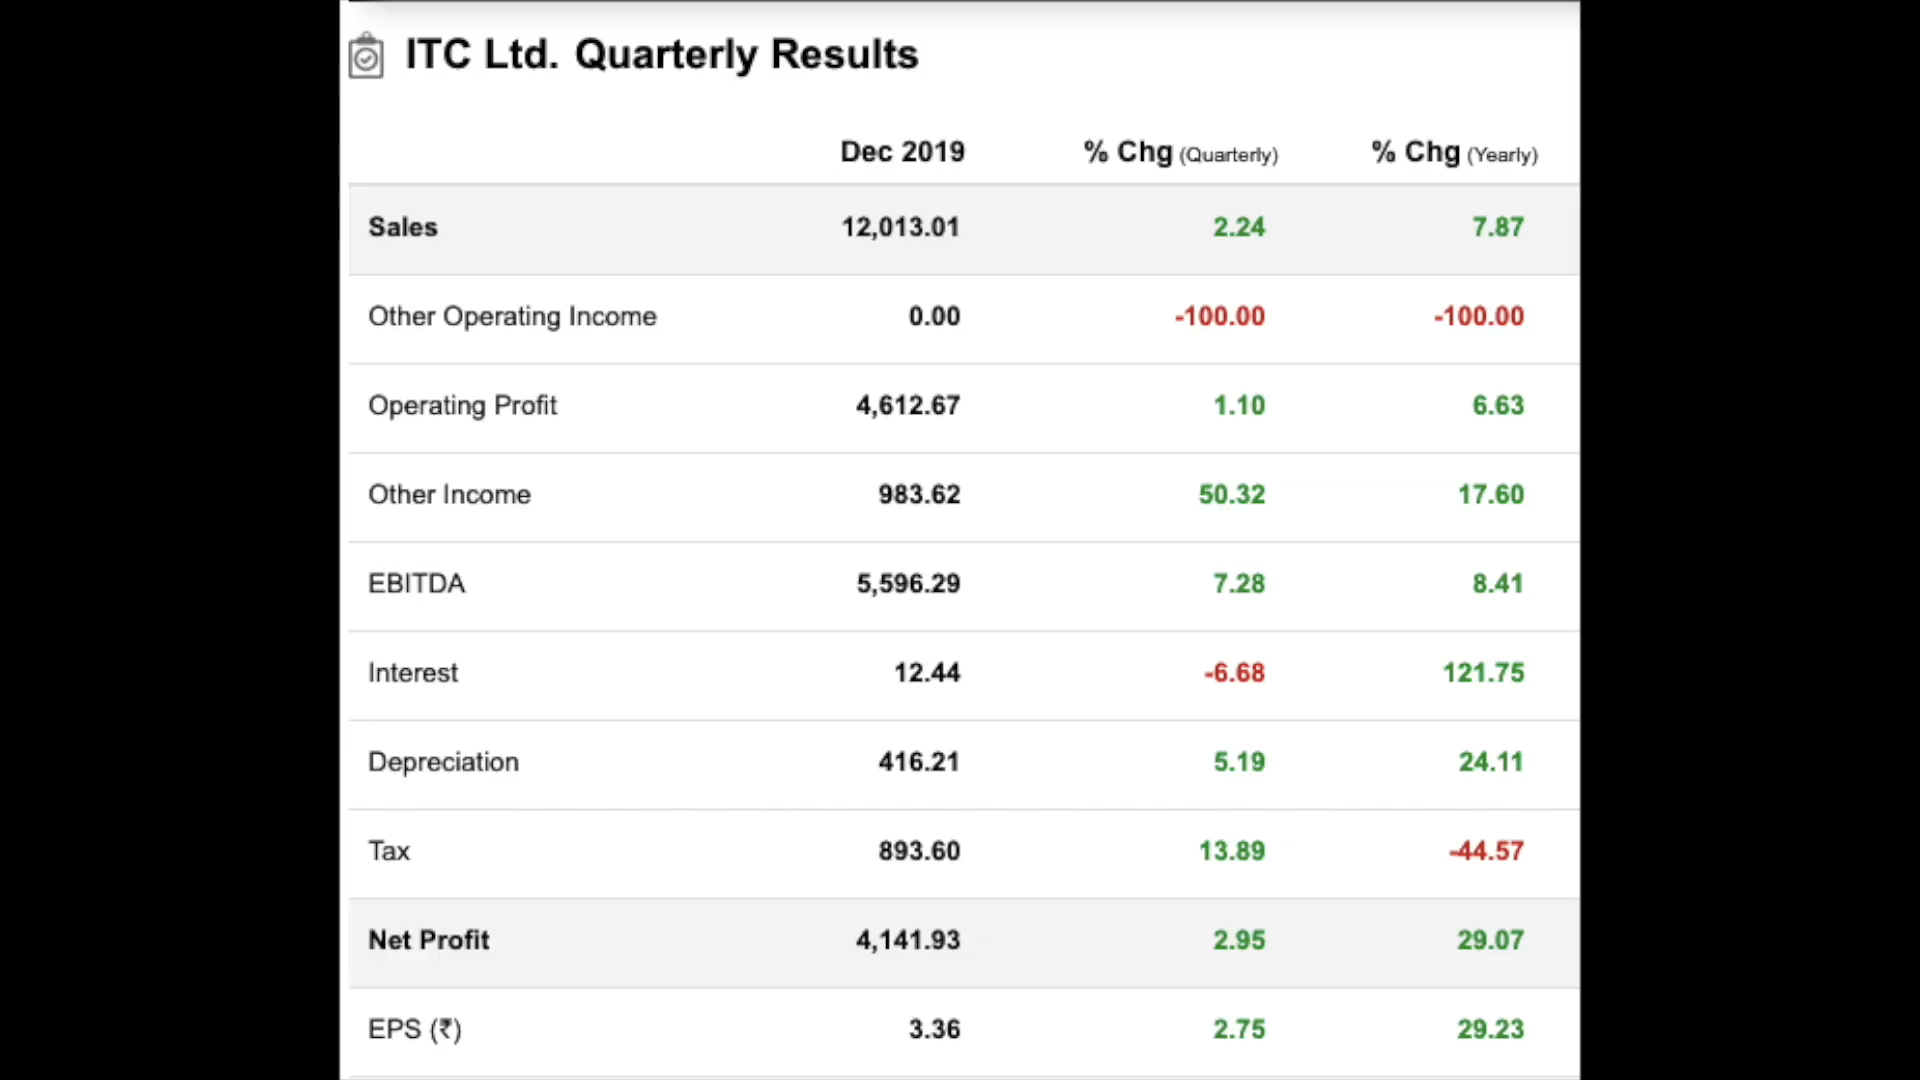 ITC Ltd. Quarterly Results
Dec 2019 % Chg (Quarterly) % Chg (Yearly)
Sales 12,013.01 2.24 7.87
Other Operating Income 0.00 -100.00 -100.00
Operating Profit 4,612.67 1.10 6.63
Other Income 983.62 50.32 17.60
EBITDA 5,596.29 7.28 8.41
Interest 12.44 -6.68 121.75
Depreciation 416.21 5.19 24.11
Tax 893.60 13.89 -44.57
Net Profit 4,141.93 2.95 29.07
EPS (₹) 3.36 2.75 29.23